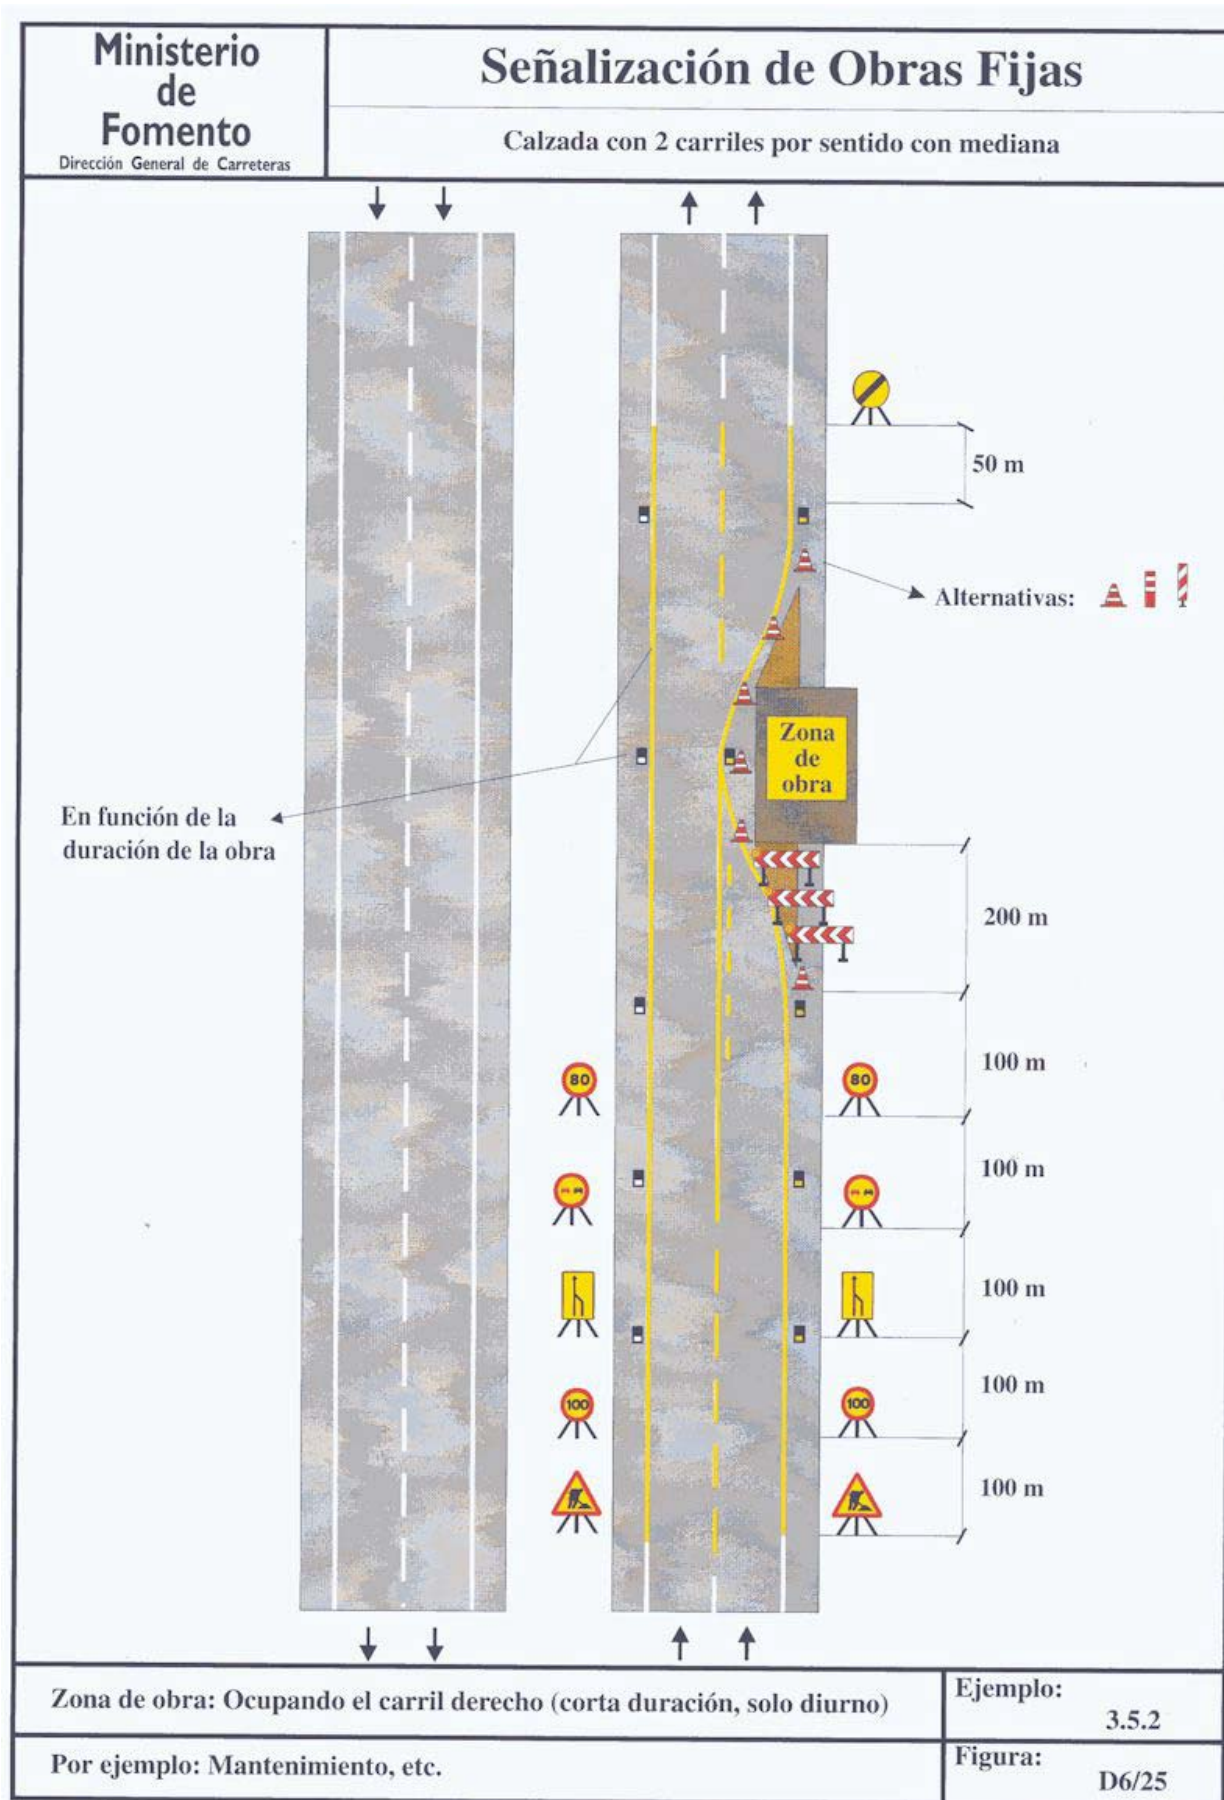 Ministerio
de
Fomento
Dirección General de Carreteras
Señalización de Obras Fijas
Calzada con 2 carriles por sentido con mediana
50 m
Alternativas:
Zona
de
obra
En función de la
duración de la obra
200 m
100 m
80
80
100 m
100 m
100 m
100
100
100 m
Zona de obra: Ocupando el carril derecho (corta duración, solo diurno)
Ejemplo:
3.5.2
Por ejemplo: Mantenimiento, etc.
Figura:
D6/25